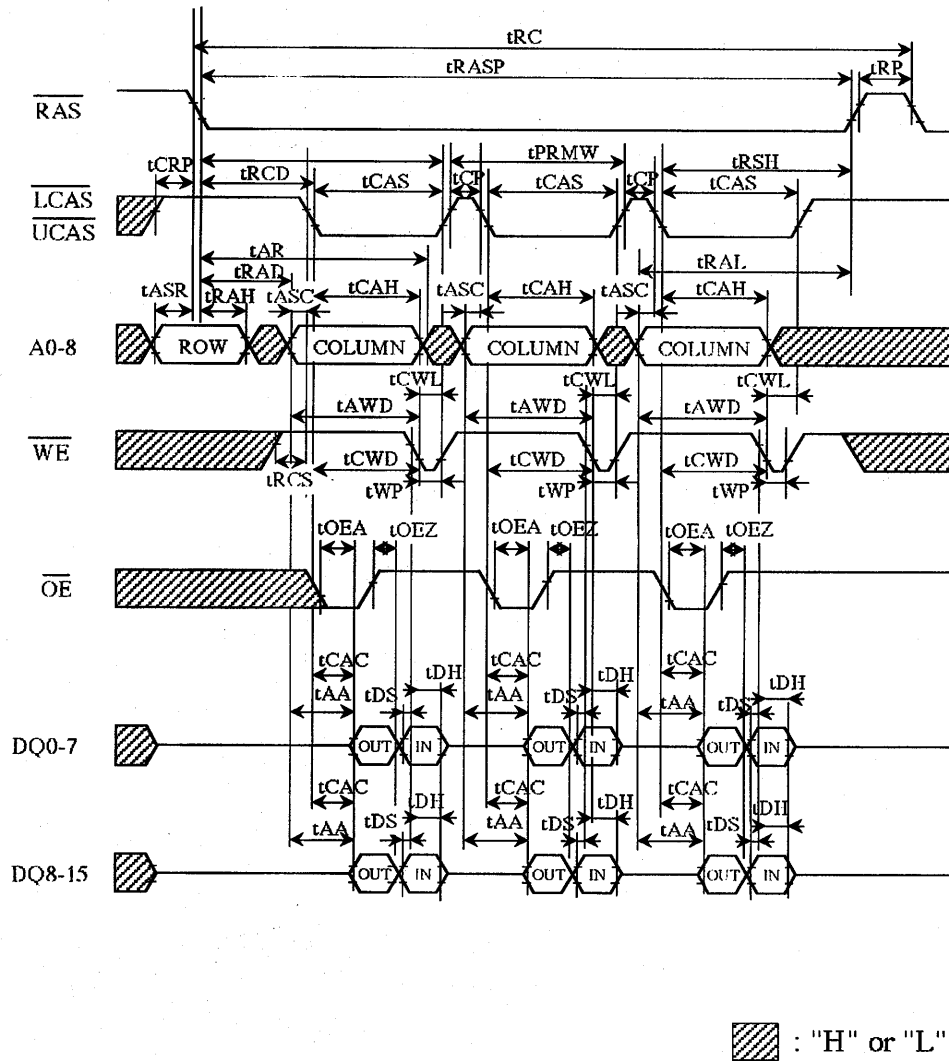 tRC
tRASP
tRP
RAS
tPRMW
tCRP
tRCD
tRSH
tCAS
tCP
tCAS
tCP
tCAS
LCAS
UCAS
tAR
tRAD
tRAL
tASR
tRAH
tASC
tCAH
tASC
tCAH
tASC
tCAH
A0-8
ROW
COLUMN
COLUMN
COLUMN
tCWL
tCWL
tCWL
tAWD
tAWD
tAWD
WE
tCWD
tCWD
tCWD
tRCS
tWP
tWP
tWP
tOEA
tOEZ
tOEA
tOEZ
tOEA
tOEZ
OE
tCAC
tDH
tCAC
tDH
tCAC
tDH
tAA
tDS
tAA
tDS
tAA
tDS
DQ0-7
OUT
IN
OUT
IN
OUT
IN
tCAC
tDH
tCAC
tDH
tCAC
tDH
tAA
tDS
tAA
tDS
tAA
tDS
DQ8-15
OUT
IN
OUT
IN
OUT
IN
: "H" or "L"